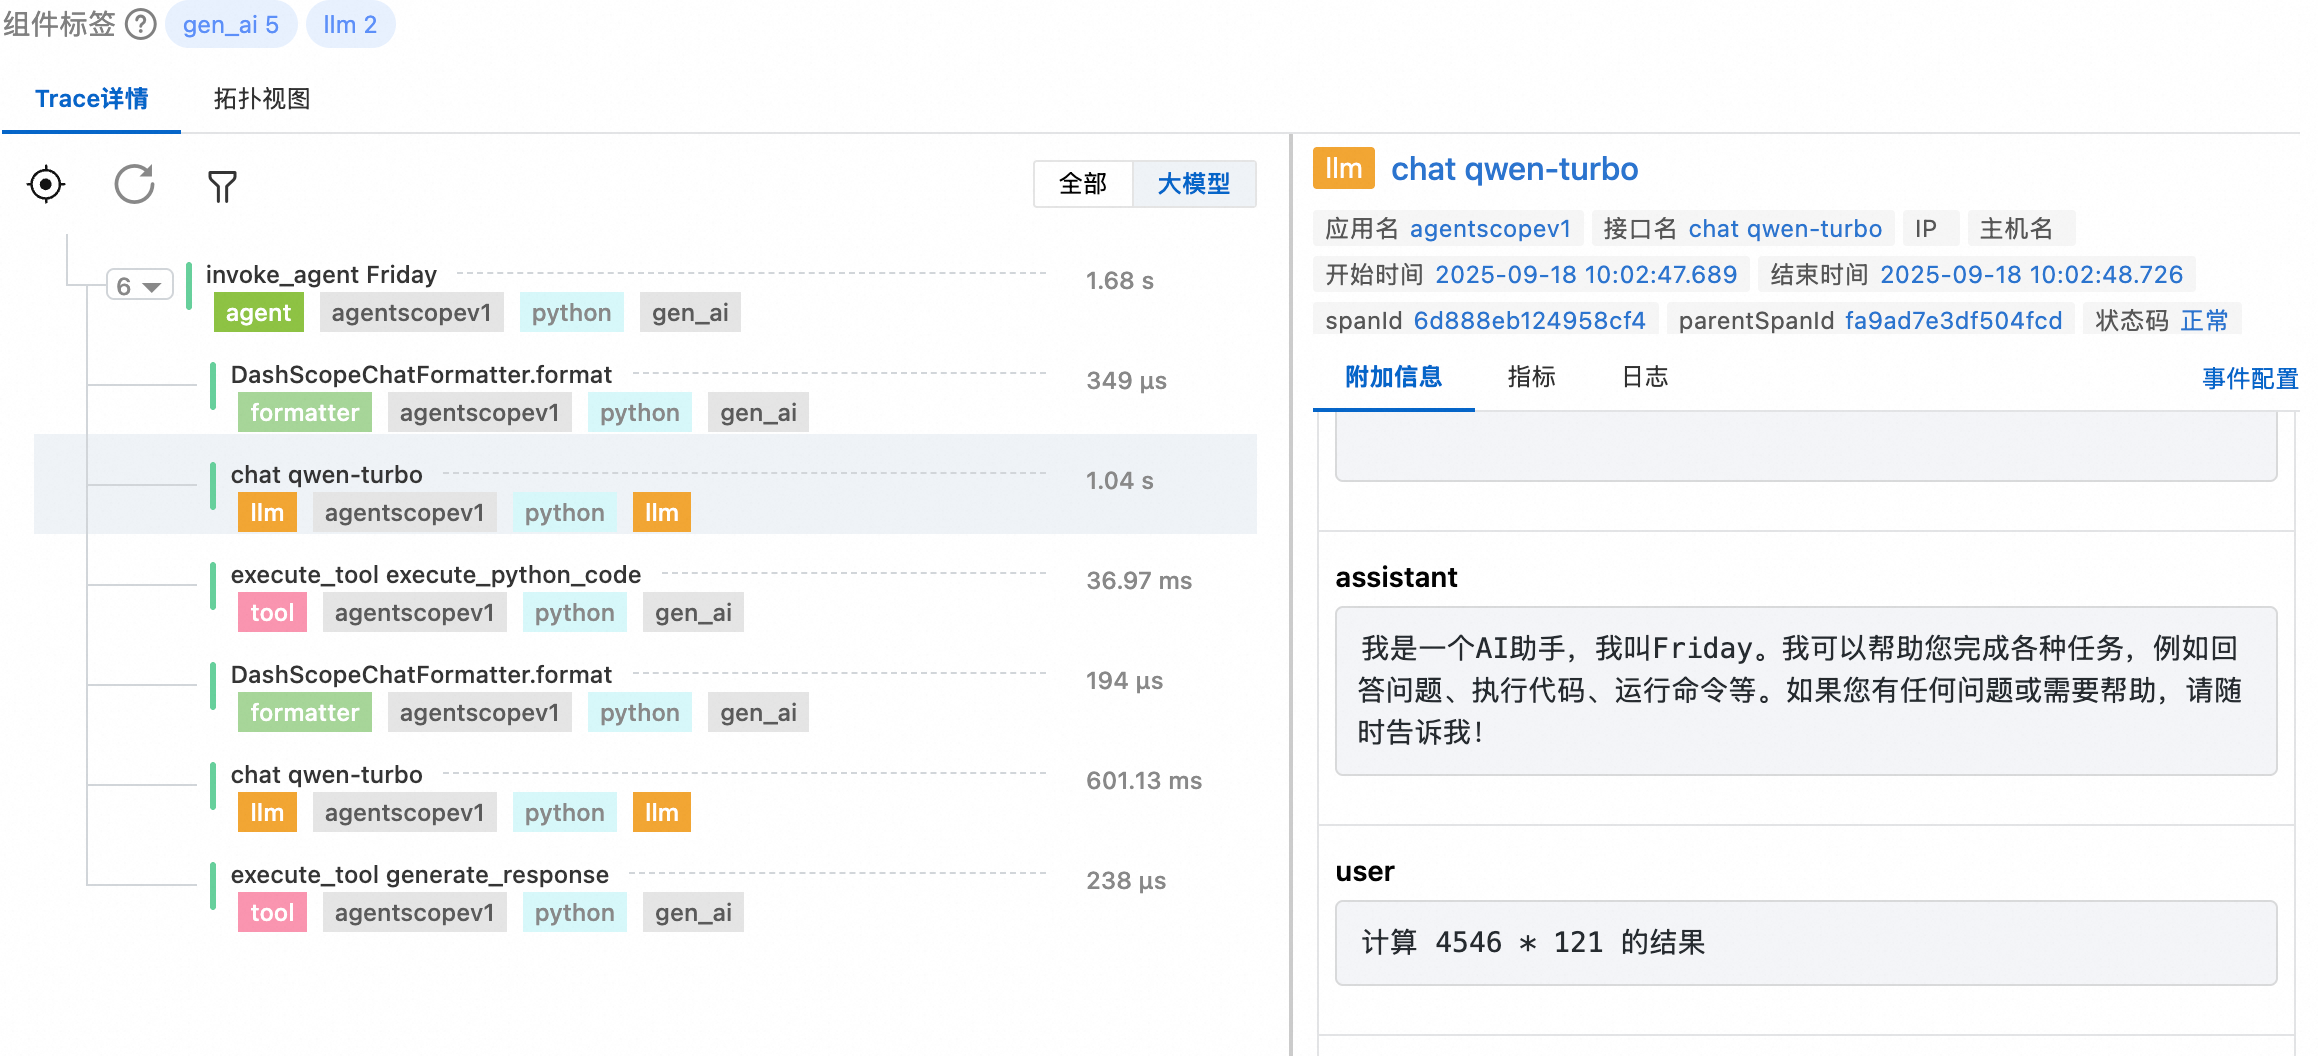 组件标签 ? gen_ai 5 llm 2
Trace详情 拓扑视图
全部 大模型
6
invoke_agent Friday 1.68 s
agent agentscopev1 python gen_ai
DashScopeChatFormatter.format 349 μs
formatter agentscopev1 python gen_ai
chat qwen-turbo 1.04 s
llm agentscopev1 python llm
execute_tool execute_python_code 36.97 ms
tool agentscopev1 python gen_ai
DashScopeChatFormatter.format 194 μs
formatter agentscopev1 python gen_ai
chat qwen-turbo 601.13 ms
llm agentscopev1 python llm
execute_tool generate_response 238 μs
tool agentscopev1 python gen_ai
llm chat qwen-turbo
应用名 agentscopev1 接口名 chat qwen-turbo IP 主机名
开始时间 2025-09-18 10:02:47.689 结束时间 2025-09-18 10:02:48.726
spanId 6d888eb124958cf4 parentSpanId fa9ad7e3df504fcd 状态码 正常
附加信息 指标 日志 事件配置
assistant
我是一个AI助手，我叫Friday。我可以帮助您完成各种任务，例如回
答问题、执行代码、运行命令等。如果您有任何问题或需要帮助，请随
时告诉我！
user
计算 4546 * 121 的结果